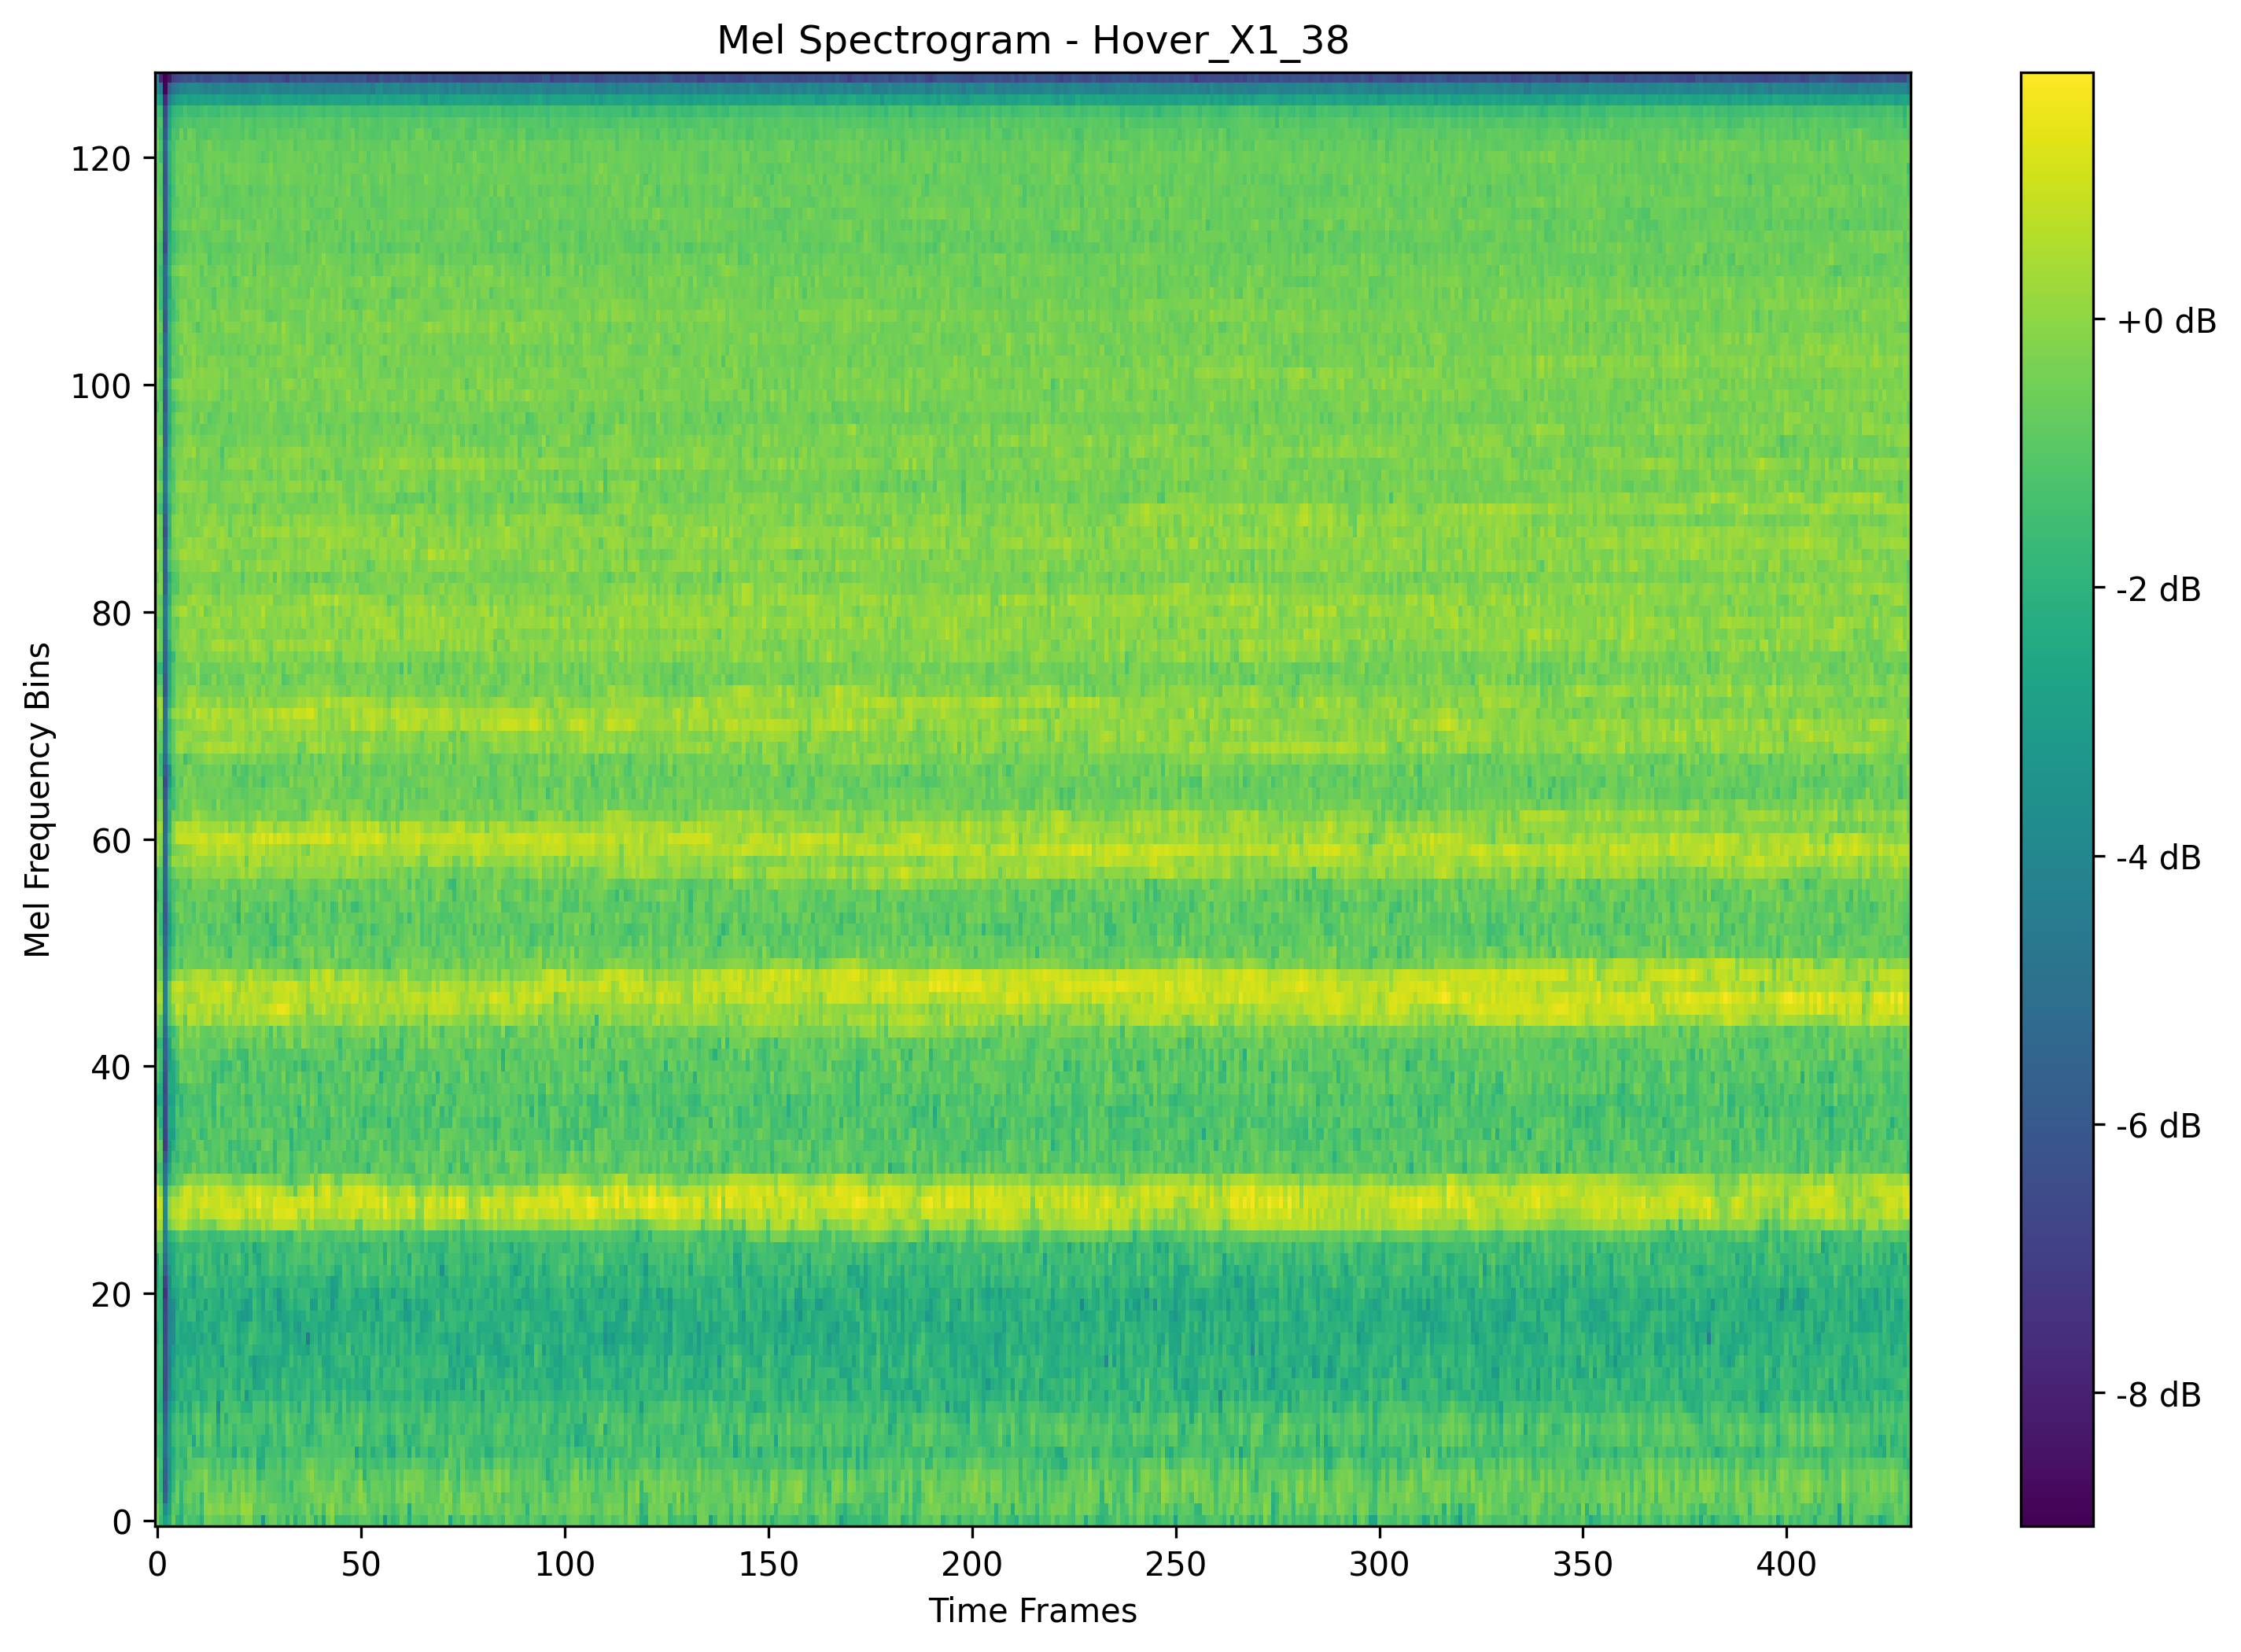 Mel Spectrogram - Hover_X1_38
Mel Frequency Bins
120
100
80
60
40
20
0
0 50 100 150 200 250 300 350 400
Time Frames
+0 dB
-2 dB
-4 dB
-6 dB
-8 dB